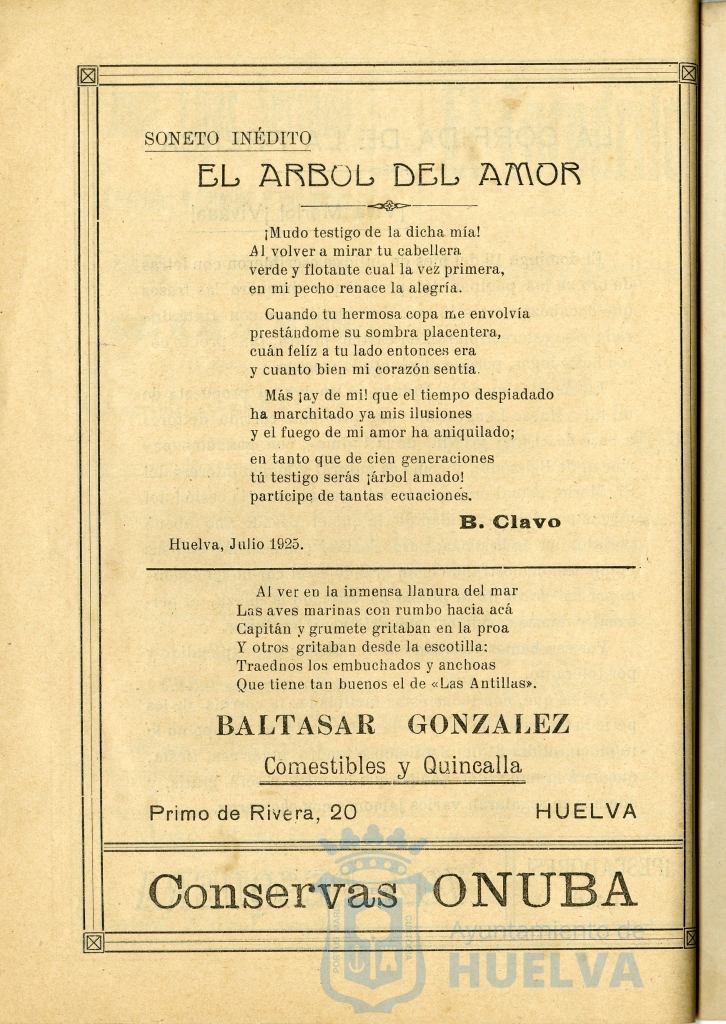 SONETO INÉDITO
EL ARBOL DEL AMOR
¡Mudo testigo de la dicha mía!
Al volver a mirar tu cabellera
verde y flotante cual la vez primera,
en mi pecho renace la alegría.
Cuando tu hermosa copa me envolvía
prestándome su sombra placentera,
cuán felíz a tu lado entonces era
y cuanto bien mi corazón sentía.
Más ¡ay de mi! que el tiempo despiadado
ha marchitado ya mis ilusiones
y el fuego de mi amor ha aniquilado;
en tanto que de cien generaciones
tú testigo serás ¡árbol amado!
partícipe de tantas ecuaciones.
B. Clavo
Huelva, Julio 1925.
Al ver en la inmensa llanura del mar
Las aves marinas con rumbo hacia acá
Capitán y grumete gritaban en la proa
Y otros gritaban desde la escotilla:
Traednos los embuchados y anchoas
Que tiene tan buenos el de «Las Antillas».
BALTASAR GONZALEZ
Comestibles y Quincalla
Primo de Rivera, 20 HUELVA
Conservas ONUBA
Ayuntamiento de
HUELVA